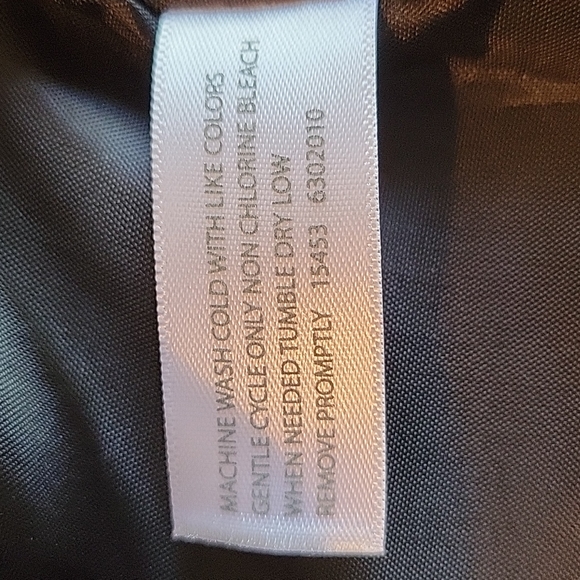 MACHINE WASH COLD WITH LIKE COLORS
GENTLE CYCLE ONLY NON CHLORINE BLEACH
WHEN NEEDED TUMBLE DRY LOW
REMOVE PROMPTLY 15453 6302010